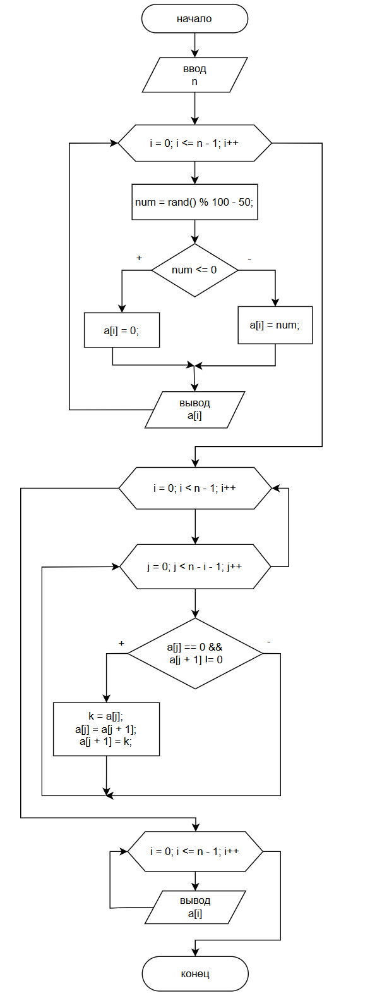 начало
ввод
n
i = 0; i <= n - 1; i++
num = rand() % 100 - 50;
+
-
num <= 0
a[i] = 0;
a[i] = num;
вывод
a[i]
i = 0; i < n - 1; i++
j = 0; j < n - i - 1; j++
+
-
a[j] == 0 &&
a[j + 1] != 0
k = a[j];
a[j] = a[j + 1];
a[j + 1] = k;
i = 0; i <= n - 1; i++
вывод
a[i]
конец